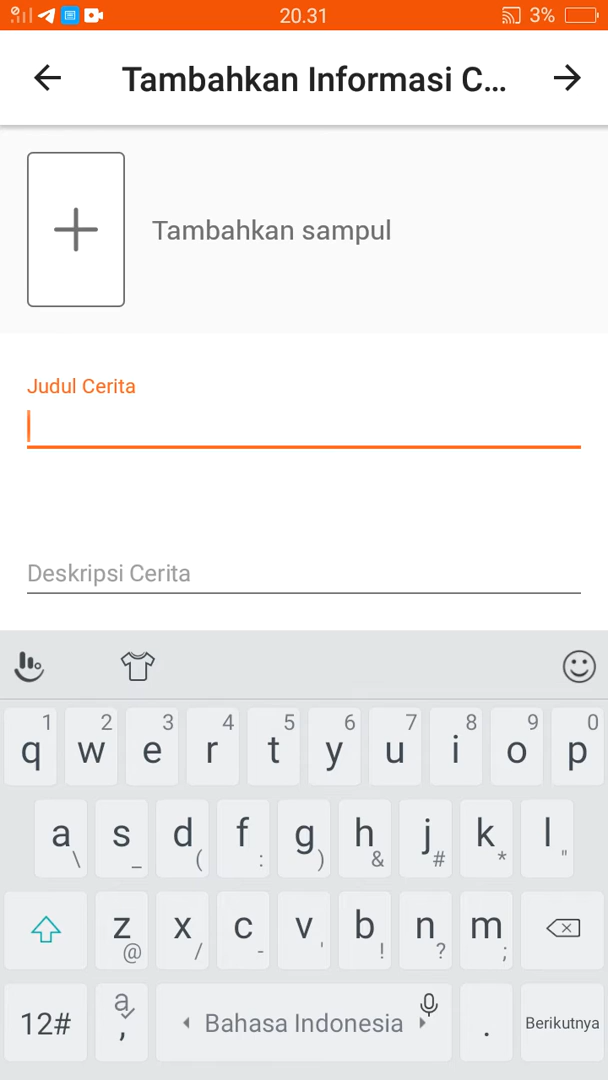 20.31 3%
Tambahkan Informasi C...
Tambahkan sampul
Judul Cerita
Deskripsi Cerita
1 2 3 4 5 6 7 8 9 0
q w e r t y u i o p
a s d f g h j k l
\ _ ( : ) & # * "
z x c v b n m
@ / - ' ! ? ;
12# a , Bahasa Indonesia . Berikutnya